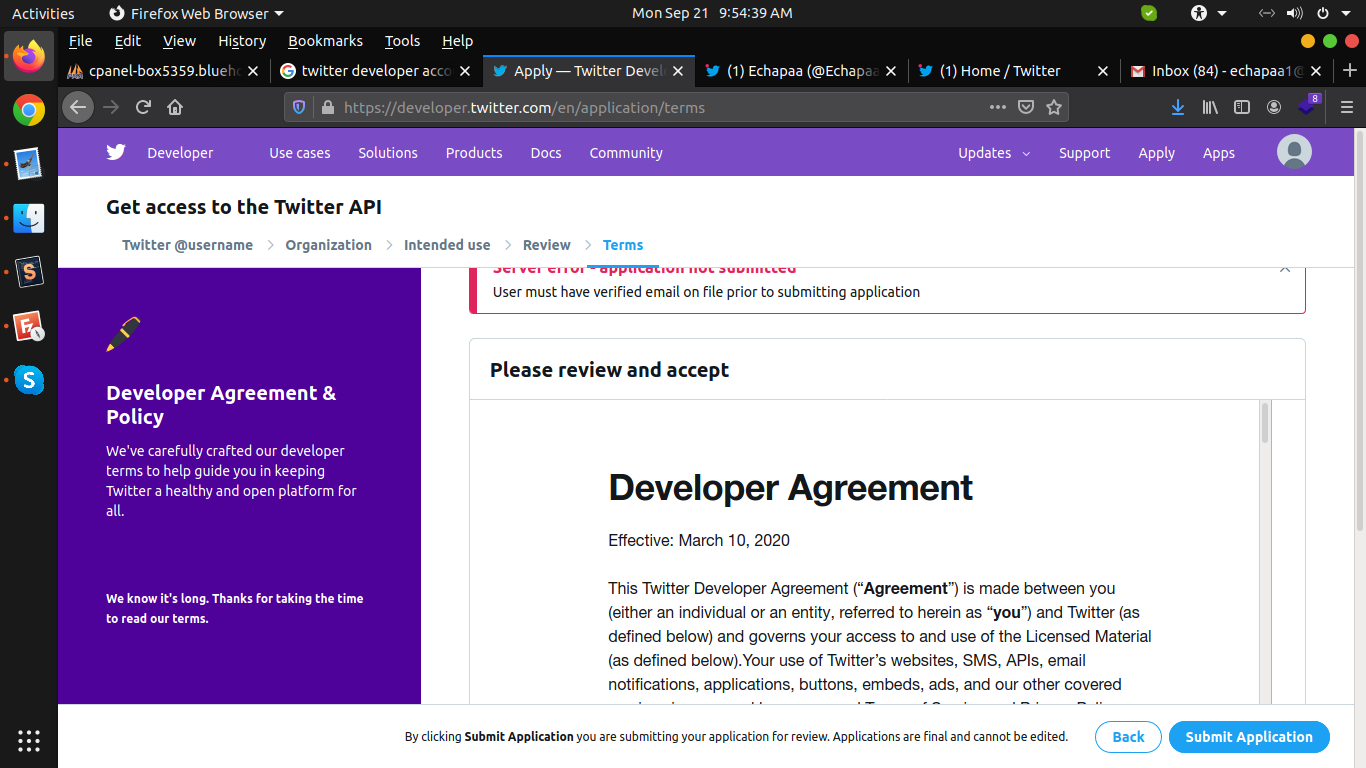 Activities Firefox Web Browser Mon Sep 21 9:54:39 AM
File Edit View History Bookmarks Tools Help
cpanel-box5359.blueho twitter developer acco Apply — Twitter Devel (1) Echapaa (@Echapaa (1) Home / Twitter Inbox (84) - echapaa1@
https://developer.twitter.com/en/application/terms
8
Developer Use cases Solutions Products Docs Community Updates Support Apply Apps
Get access to the Twitter API
Twitter @username Organization Intended use Review Terms
Server error - application not submitted
User must have verified email on file prior to submitting application
Developer Agreement &
Policy
We've carefully crafted our developer
terms to help guide you in keeping
Twitter a healthy and open platform for
all.
We know it's long. Thanks for taking the time
to read our terms.
Please review and accept
Developer Agreement
Effective: March 10, 2020
This Twitter Developer Agreement (“Agreement”) is made between you
(either an individual or an entity, referred to herein as “you”) and Twitter (as
defined below) and governs your access to and use of the Licensed Material
(as defined below).Your use of Twitter’s websites, SMS, APIs, email
notifications, applications, buttons, embeds, ads, and our other covered
By clicking Submit Application you are submitting your application for review. Applications are final and cannot be edited.
Back Submit Application